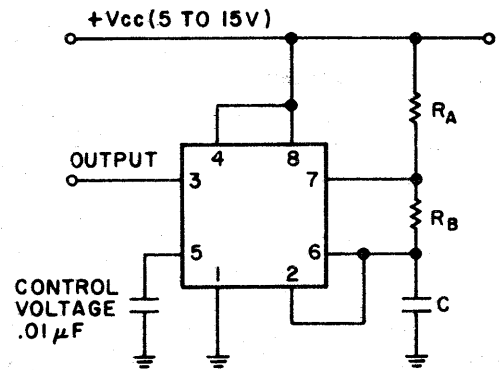 +Vcc (5 TO 15V)
RA
4 8
OUTPUT
3 7
RB
5 6
1 2
CONTROL
VOLTAGE
.01 µF
C